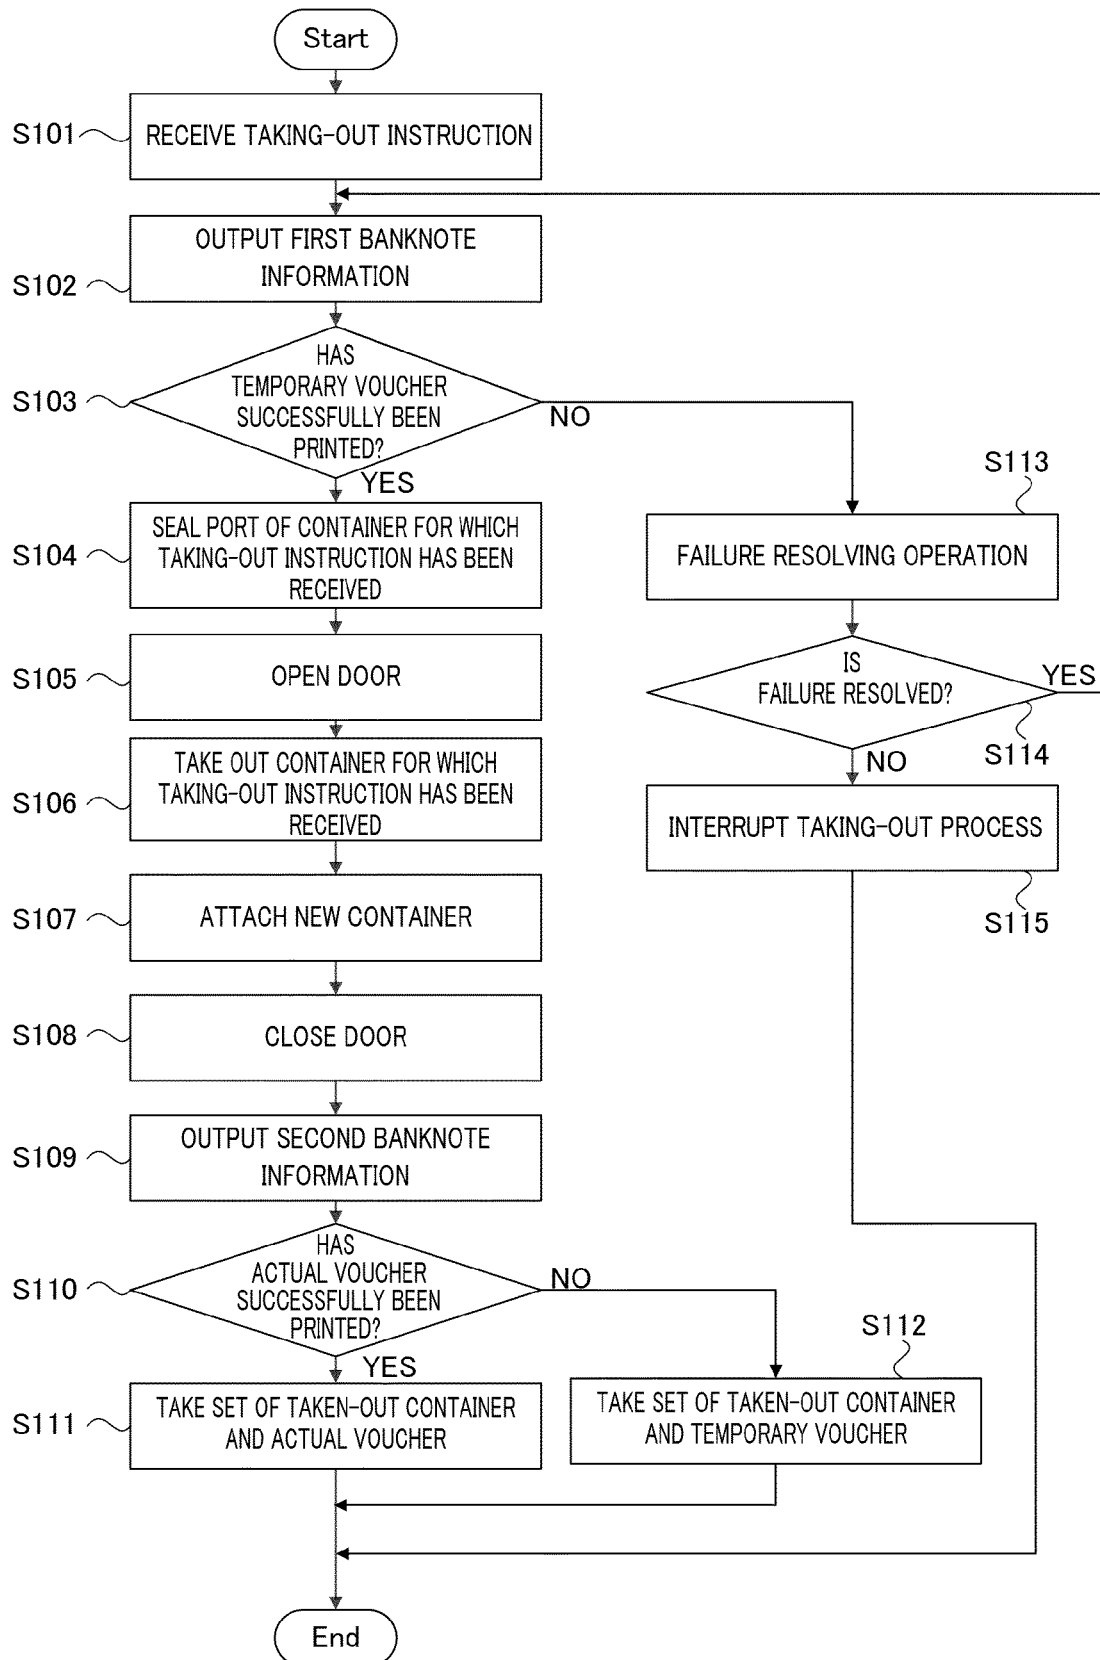 Start
S101
RECEIVE TAKING-OUT INSTRUCTION
S102
OUTPUT FIRST BANKNOTE
INFORMATION
S103
HAS
TEMPORARY VOUCHER
SUCCESSFULLY BEEN
PRINTED?
NO
YES
S104
SEAL PORT OF CONTAINER FOR WHICH
TAKING-OUT INSTRUCTION HAS BEEN
RECEIVED
S105
OPEN DOOR
S106
TAKE OUT CONTAINER FOR WHICH
TAKING-OUT INSTRUCTION HAS BEEN
RECEIVED
S107
ATTACH NEW CONTAINER
S108
CLOSE DOOR
S109
OUTPUT SECOND BANKNOTE
INFORMATION
S110
HAS
ACTUAL VOUCHER
SUCCESSFULLY BEEN
PRINTED?
NO
YES
S111
TAKE SET OF TAKEN-OUT CONTAINER
AND ACTUAL VOUCHER
S112
TAKE SET OF TAKEN-OUT CONTAINER
AND TEMPORARY VOUCHER
S113
FAILURE RESOLVING OPERATION
IS
FAILURE RESOLVED?
YES
S114
NO
INTERRUPT TAKING-OUT PROCESS
S115
End